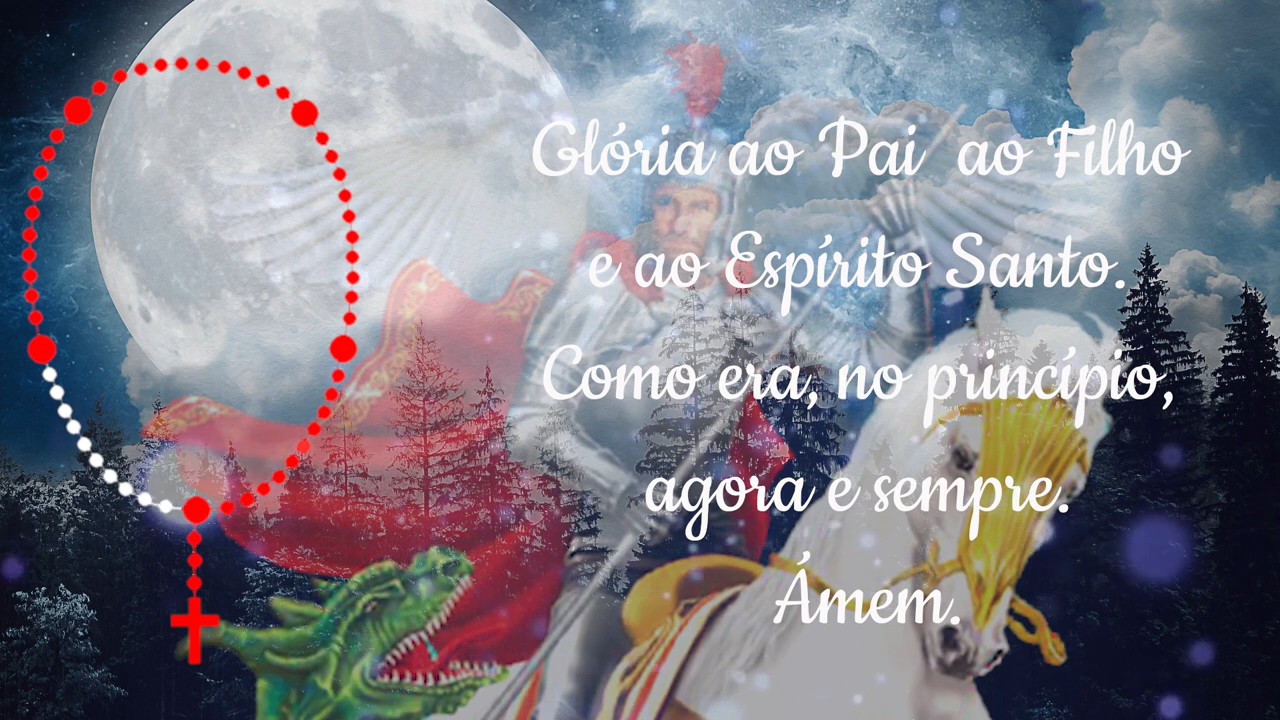 Glória ao Pai ao Filho
e ao Espírito Santo.
Como era, no princípio,
agora e sempre.
Ámem.